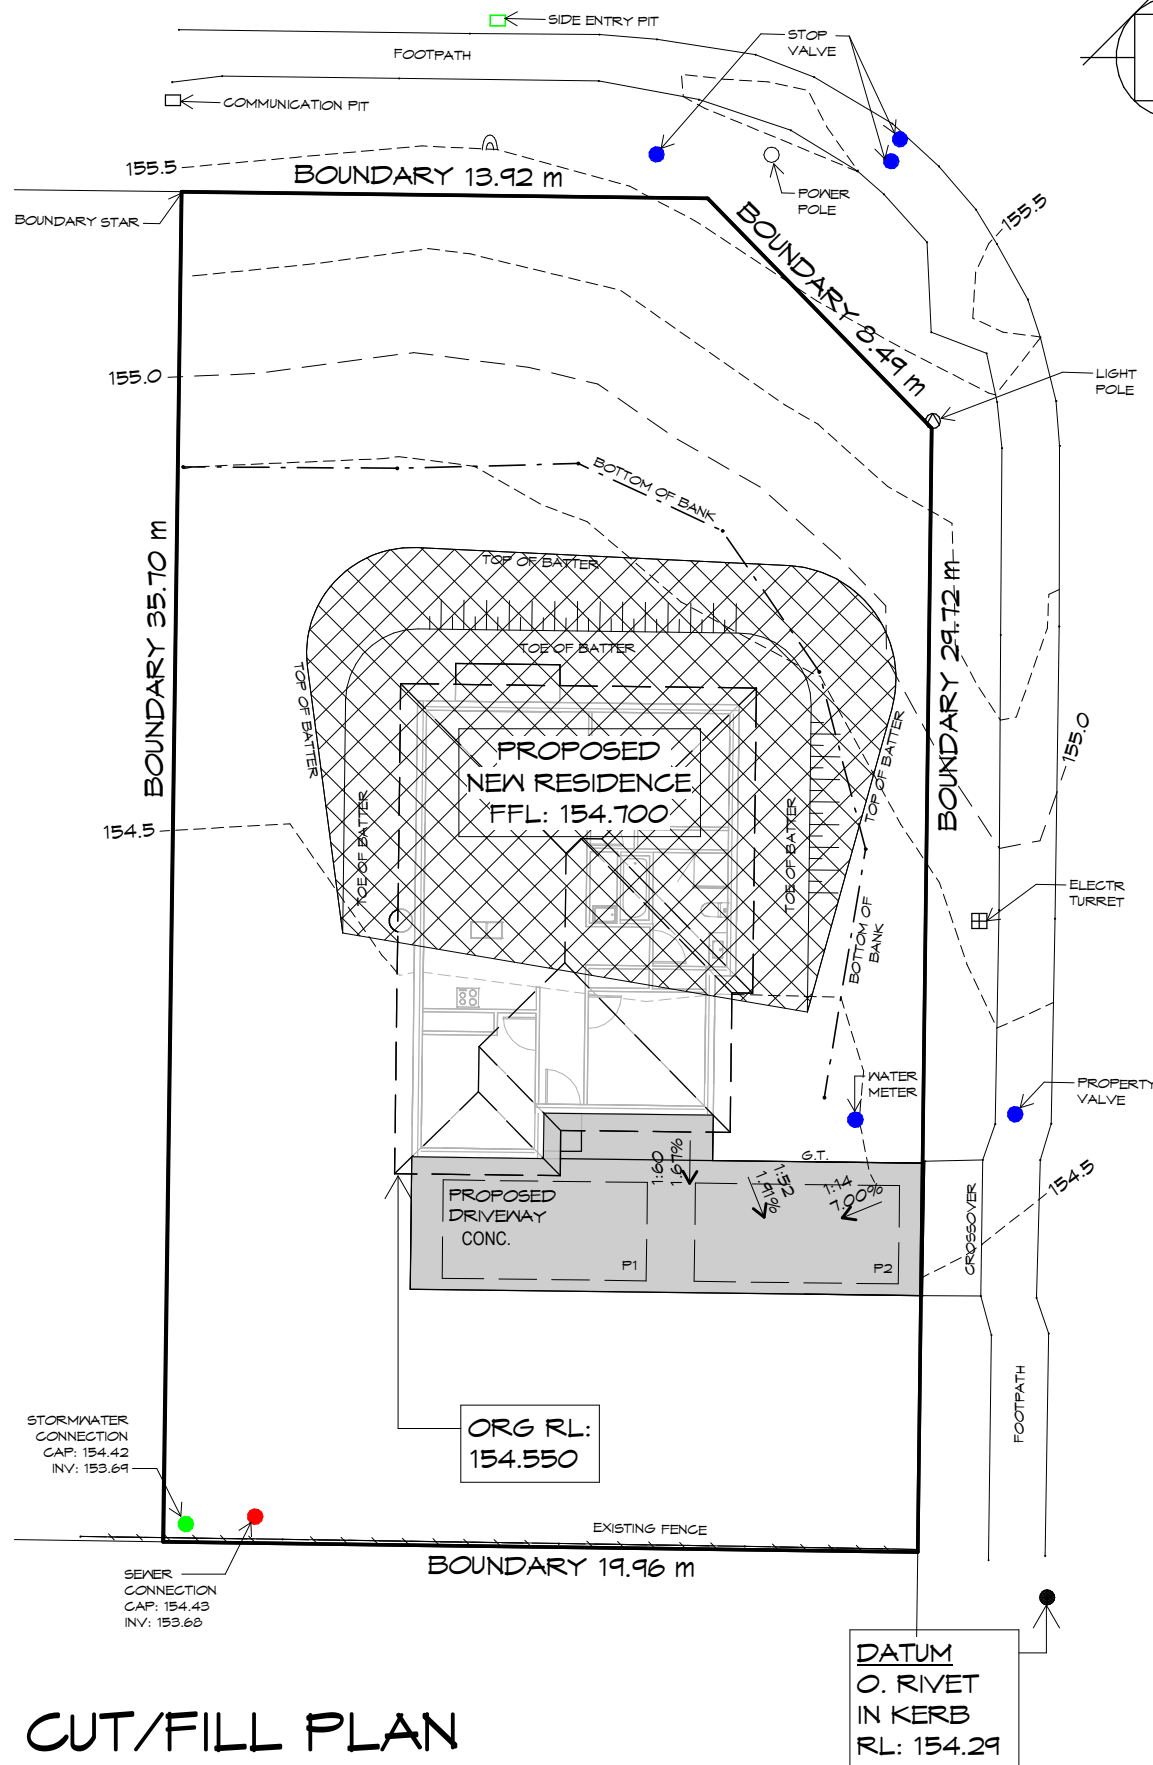 SIDE ENTRY PIT
FOOTPATH
STOP
VALVE
COMMUNICATION PIT
155.5
BOUNDARY 13.92 m
POWER
POLE
BOUNDARY STAR
155.5
BOUNDARY 8.49 m
155.0
LIGHT
POLE
BOTTOM OF BANK
BOUNDARY 35.70 m
TOP OF BATTER
TOE OF BATTER
BOUNDARY 29.72 m
TOP OF BATTER
TOP OF BATTER
155.0
PROPOSED
NEW RESIDENCE
FFL: 154.700
154.5
TOE OF BATTER
TOE OF BATTER
ELECTR
TURRET
BOTTOM OF
BANK
WATER
METER
PROPERTY
VALVE
G.T.
1:60
1.67%
1:52
1.91%
1:14
7.00%
154.5
PROPOSED
DRIVEWAY
CONC.
P1
P2
CROSSOVER
FOOTPATH
STORMWATER
CONNECTION
CAP: 154.42
INV: 153.69
ORG RL:
154.550
EXISTING FENCE
BOUNDARY 19.96 m
SEWER
CONNECTION
CAP: 154.43
INV: 153.68
DATUM
O. RIVET
IN KERB
RL: 154.29
CUT/FILL PLAN